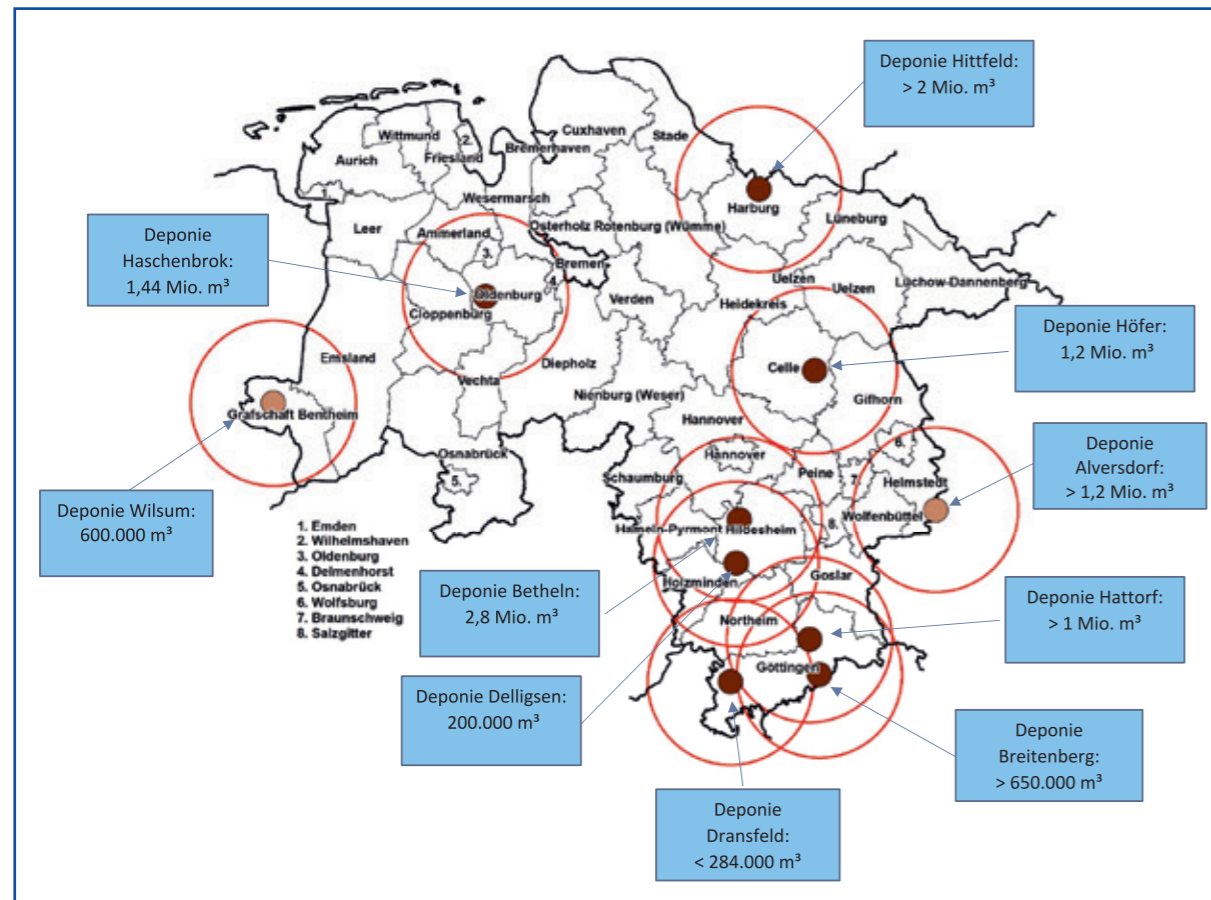 Deponie Hittfeld:
> 2 Mio. m³
Cuxhaven
Stade
Wittmund
2.
Bremerhaven
Aurich
Friesland
1.
Wesermarsch
Harburg
Lüneburg
Leer
Ammerland
Osterholz Rotenburg (Wümme)
Deponie
Haschenbrok:
1,44 Mio. m³
3.
Bremen
4.
Oldenburg
Uelzen
Uelzen
Lüchow-Dannenberg
Verden
Heidekreis
Cloppenburg
Deponie Höfer:
1,2 Mio. m³
Emsland
Diepholz
Celle
Vechta
Nienburg (Weser)
Gifhorn
Grafschaft Bentheim
Hannover
Osnabrück
Hannover
6.
Deponie
Alversdorf:
> 1,2 Mio. m³
5.
Schaumburg
Peine
7.
Helmstedt
Deponie Wilsum:
600.000 m³
Wolfenbüttel
Hameln-Pyrmont
Hildesheim
8.
1. Emden
2. Wilhelmshaven
3. Oldenburg
4. Delmenhorst
5. Osnabrück
6. Wolfsburg
7. Braunschweig
8. Salzgitter
Holzminden
Goslar
Deponie Betheln:
2,8 Mio. m³
Deponie Hattorf:
> 1 Mio. m³
Northeim
Göttingen
Deponie Delligsen:
200.000 m³
Deponie
Breitenberg:
> 650.000 m³
Deponie
Dransfeld:
< 284.000 m³